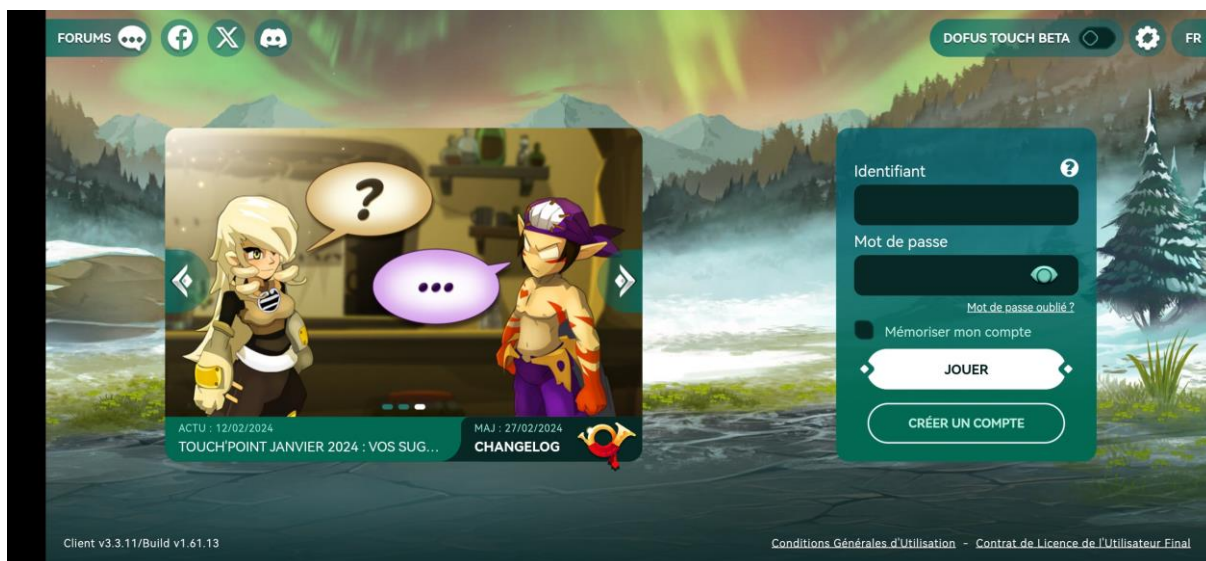 FORUMS
DOFUS TOUCH BETA
FR
?
...
ACTU : 12/02/2024
TOUCH'POINT JANVIER 2024 : VOS SUG...
MAJ : 27/02/2024
CHANGELOG
Identifiant
?
Mot de passe
Mot de passe oublié ?
Mémoriser mon compte
JOUER
CRÉER UN COMPTE
Client v3.3.11/Build v1.61.13
Conditions Générales d'Utilisation - Contrat de Licence de l'Utilisateur Final